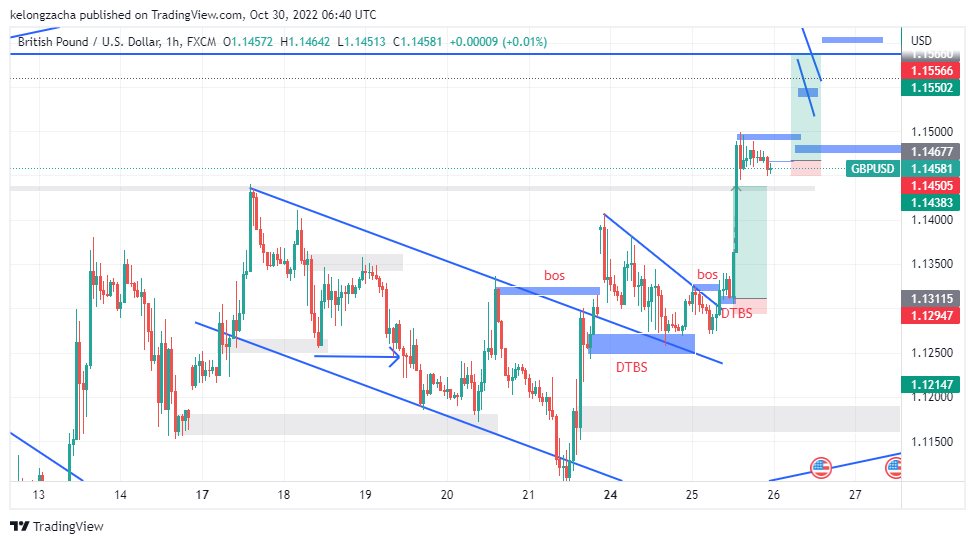 kelongzacha published on TradingView.com, Oct 30, 2022 06:40 UTC
British Pound / U.S. Dollar, 1h, FXCM O1.14572 H1.14642 L1.14513 C1.14581 +0.00009 (+0.01%)
USD
1.15566
1.15502
1.15000
1.14677
GBPUSD 1.14581
1.14505
1.14383
1.14000
1.13500
bos
bos
1.13115
DTBS
1.12947
1.12500
DTBS
1.12147
1.12000
1.11500
13 14 17 18 19 20 21 24 25 26 27
TradingView